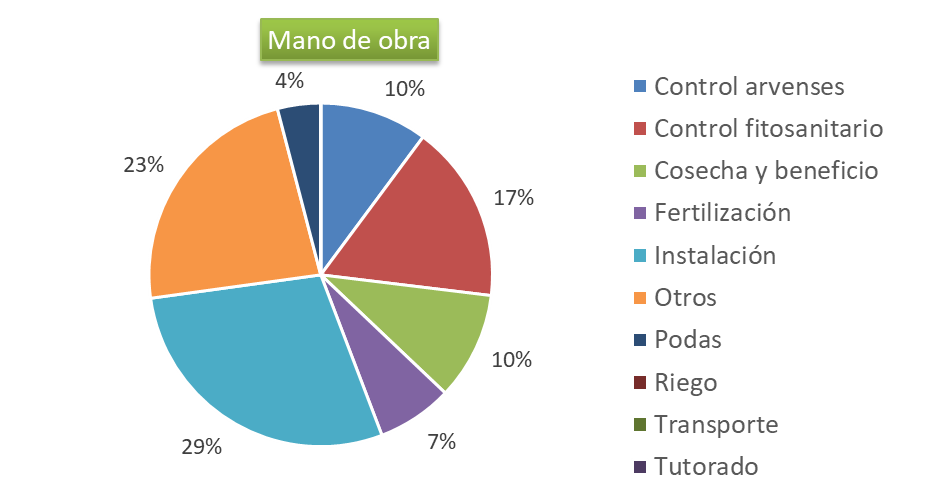 Mano de obra
4%
10%
23%
17%
10%
29%
7%
Control arvenses
Control fitosanitario
Cosecha y beneficio
Fertilización
Instalación
Otros
Podas
Riego
Transporte
Tutorado